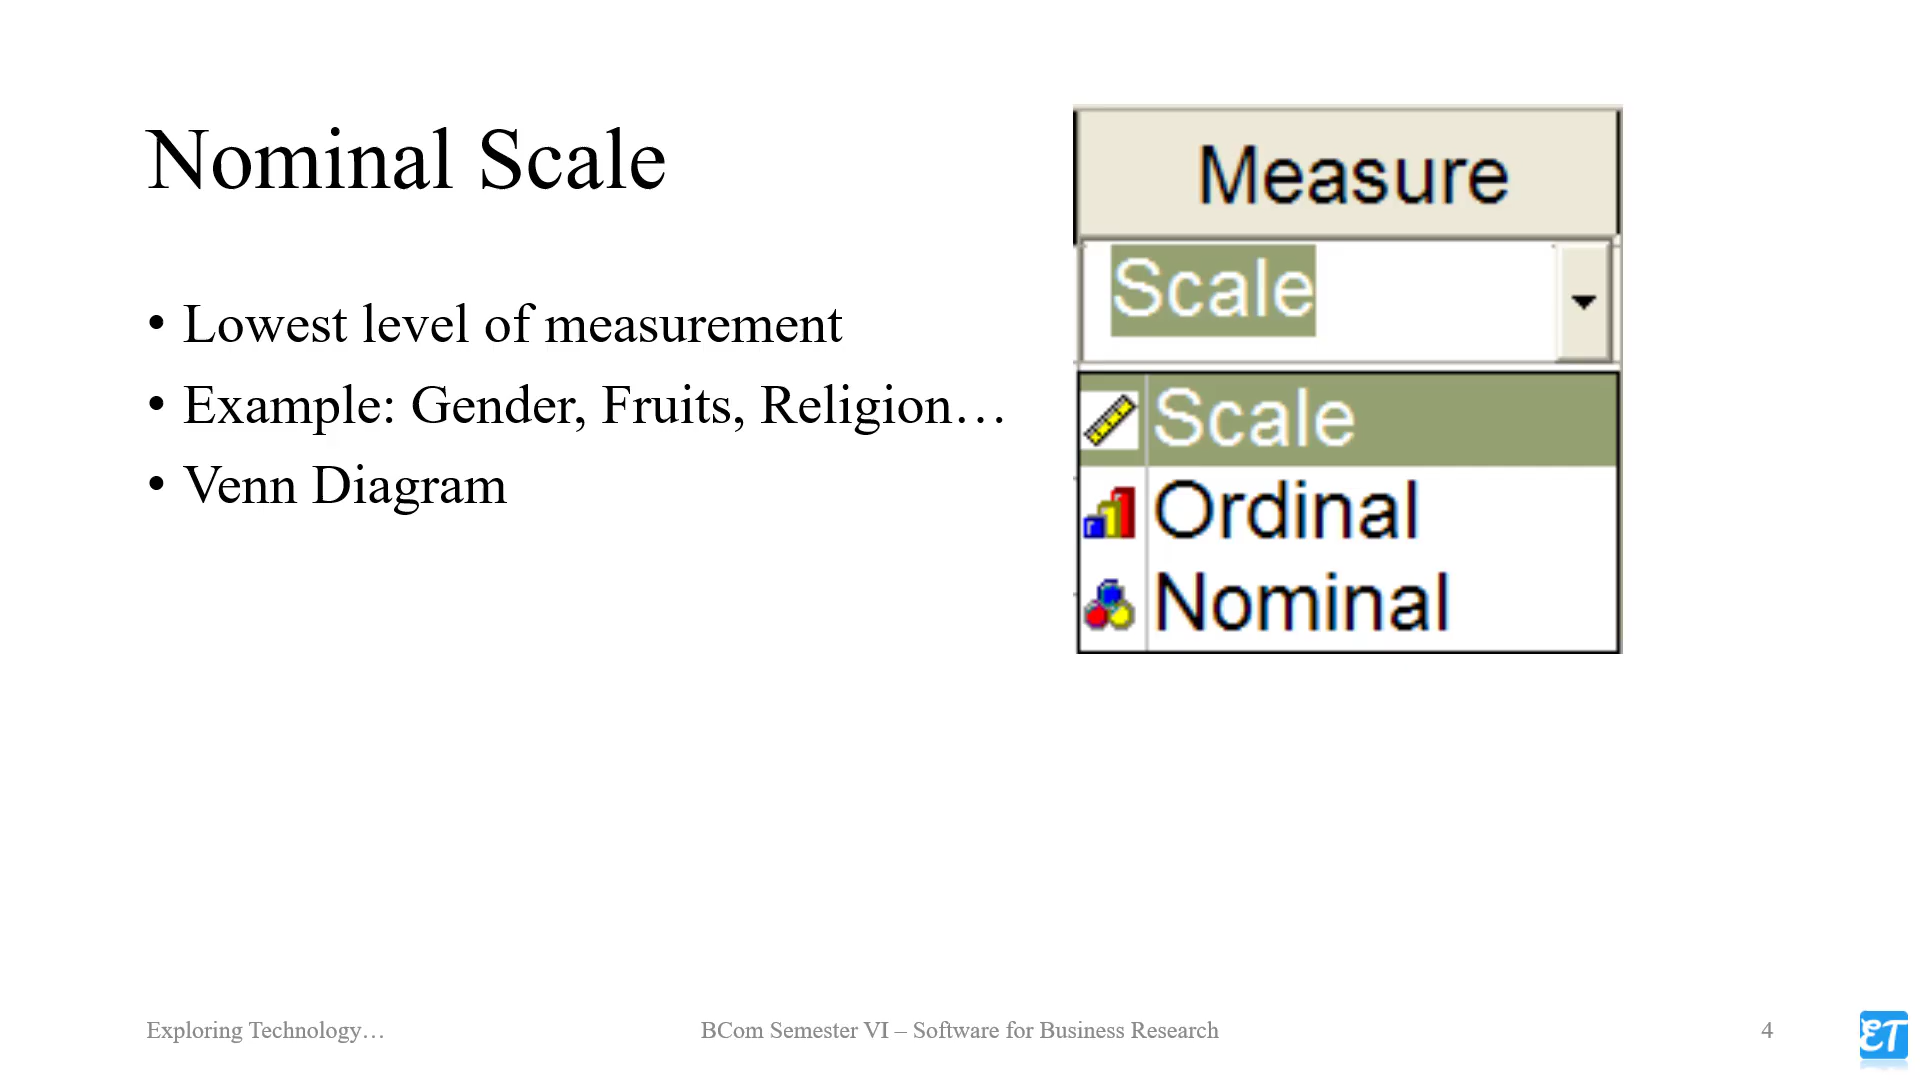 Nominal Scale
• Lowest level of measurement
• Example: Gender, Fruits, Religion…
• Venn Diagram
Measure
Scale
Scale
Ordinal
Nominal
Exploring Technology…
BCom Semester VI – Software for Business Research
4
ET